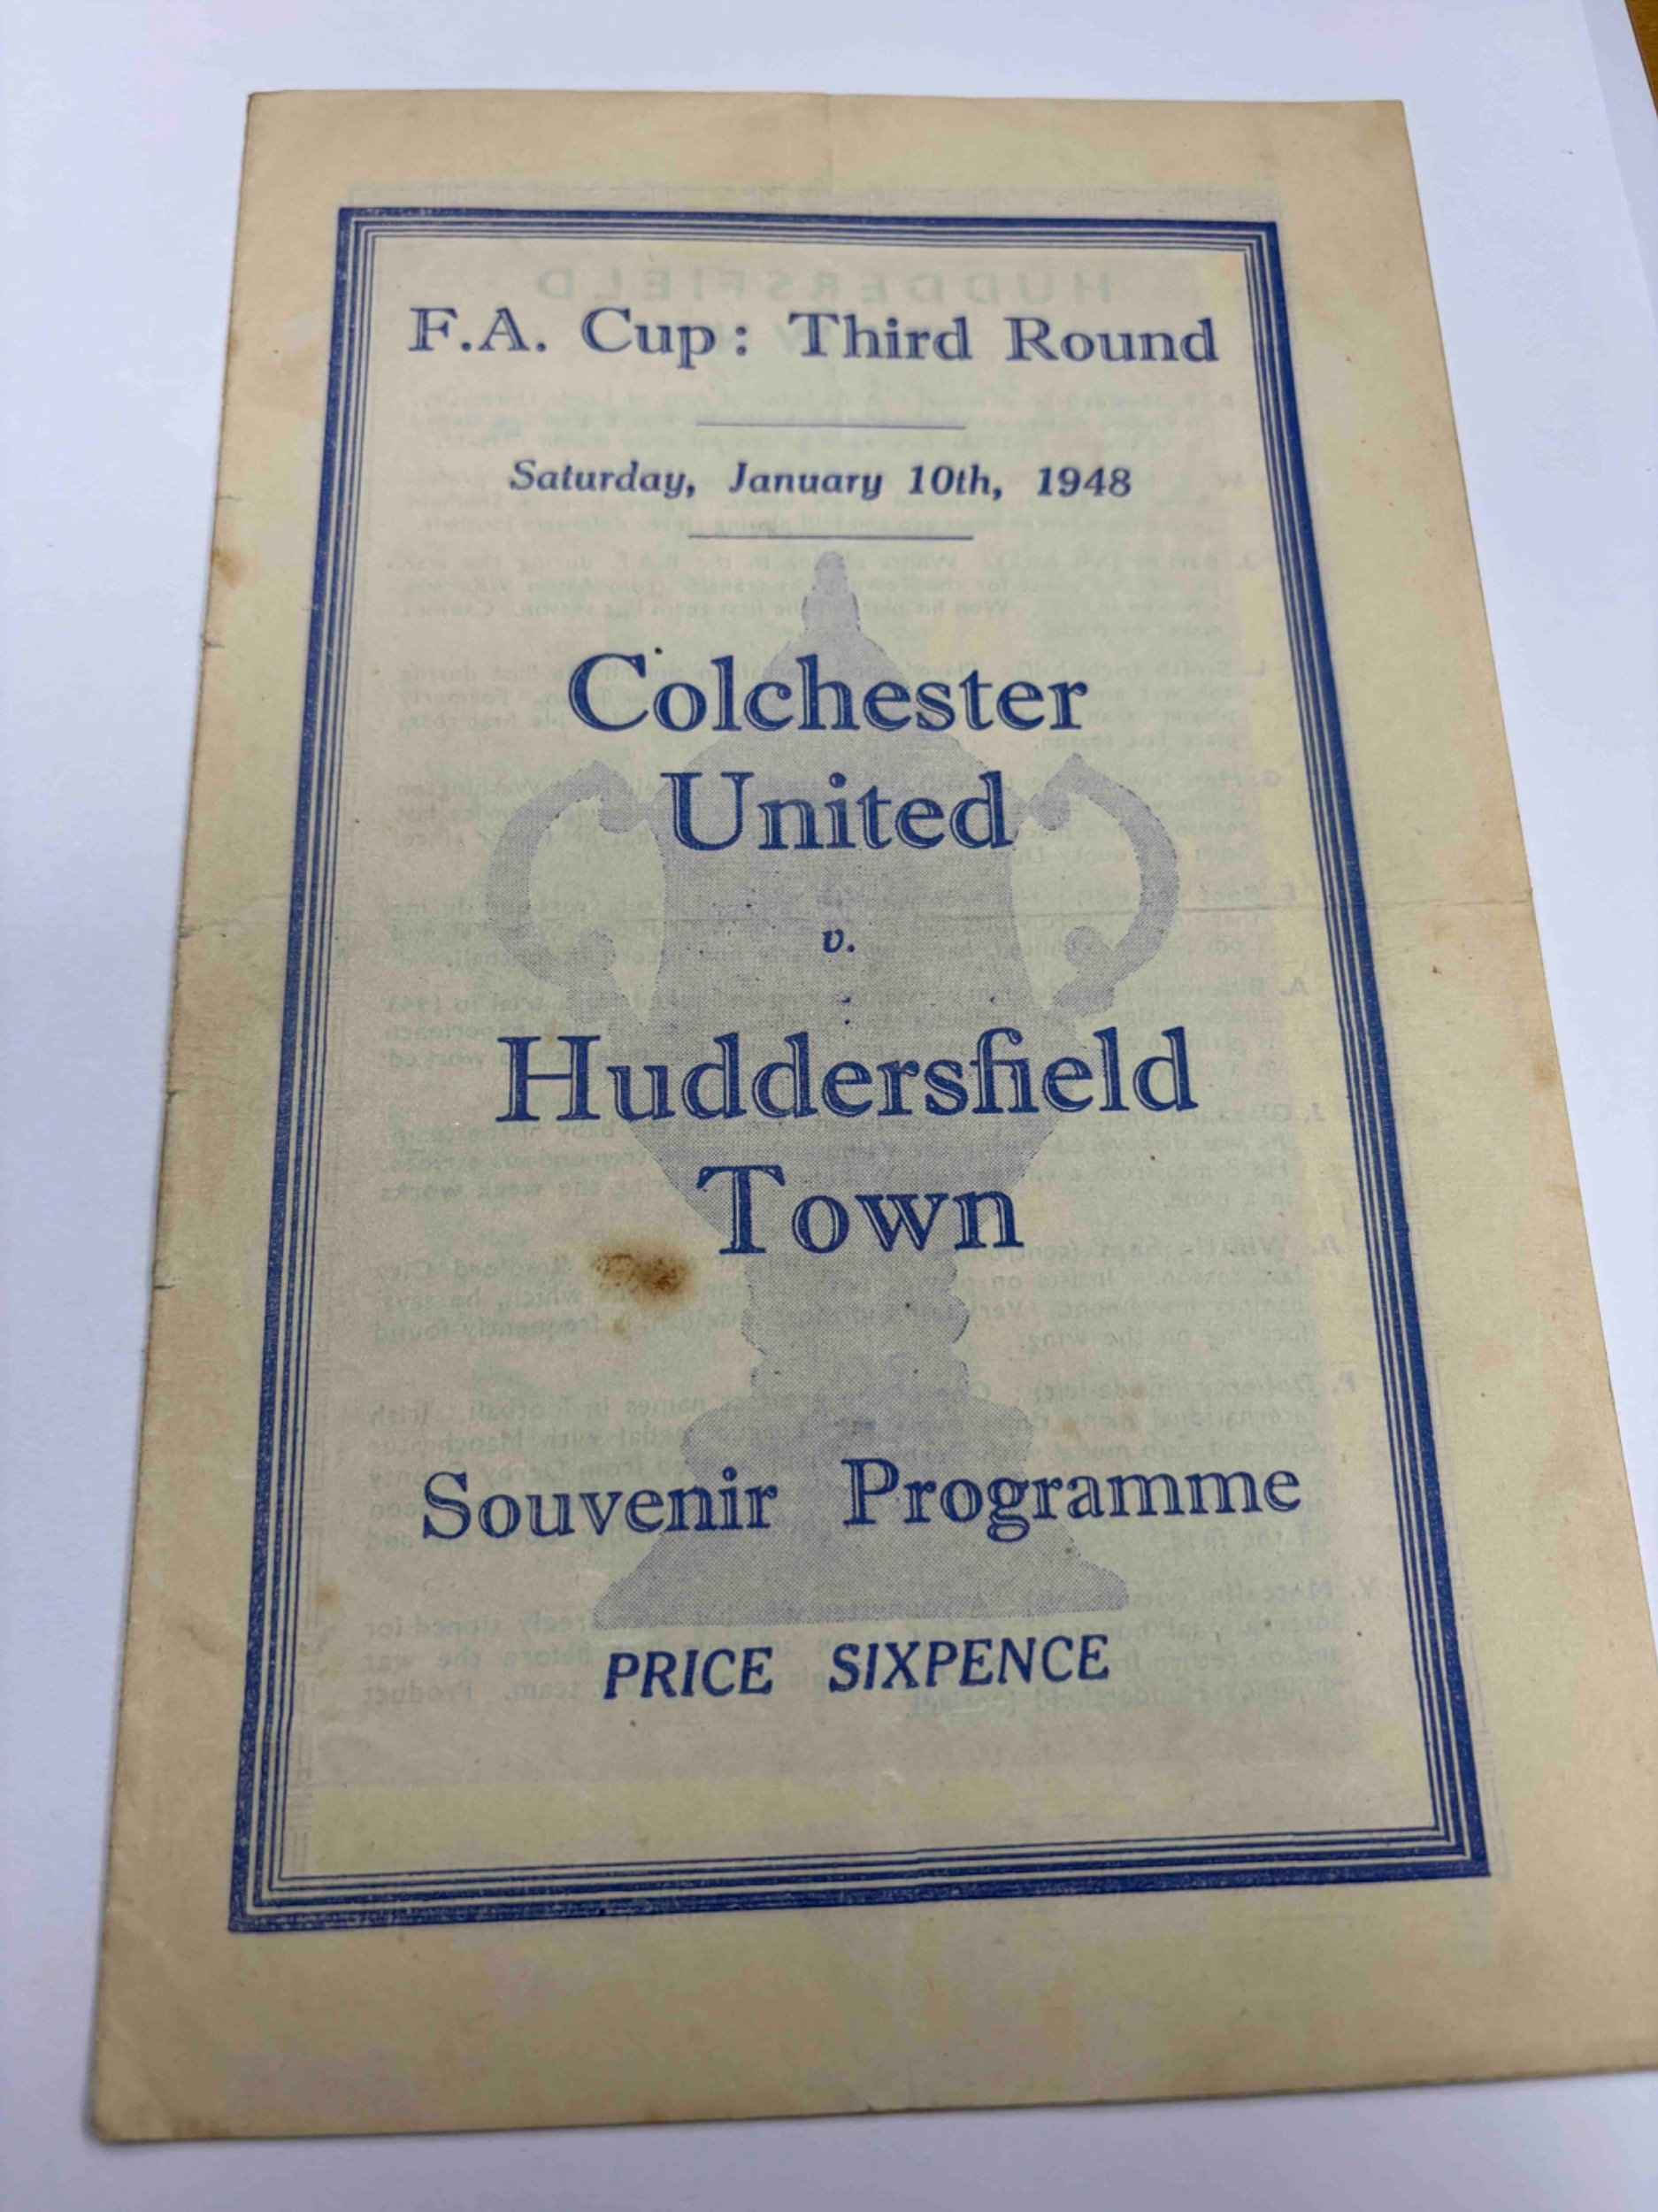 F.A. Cup: Third Round
Saturday, January 10th, 1948
Colchester
United
v.
Huddersfield
Town
Souvenir Programme
PRICE SIXPENCE